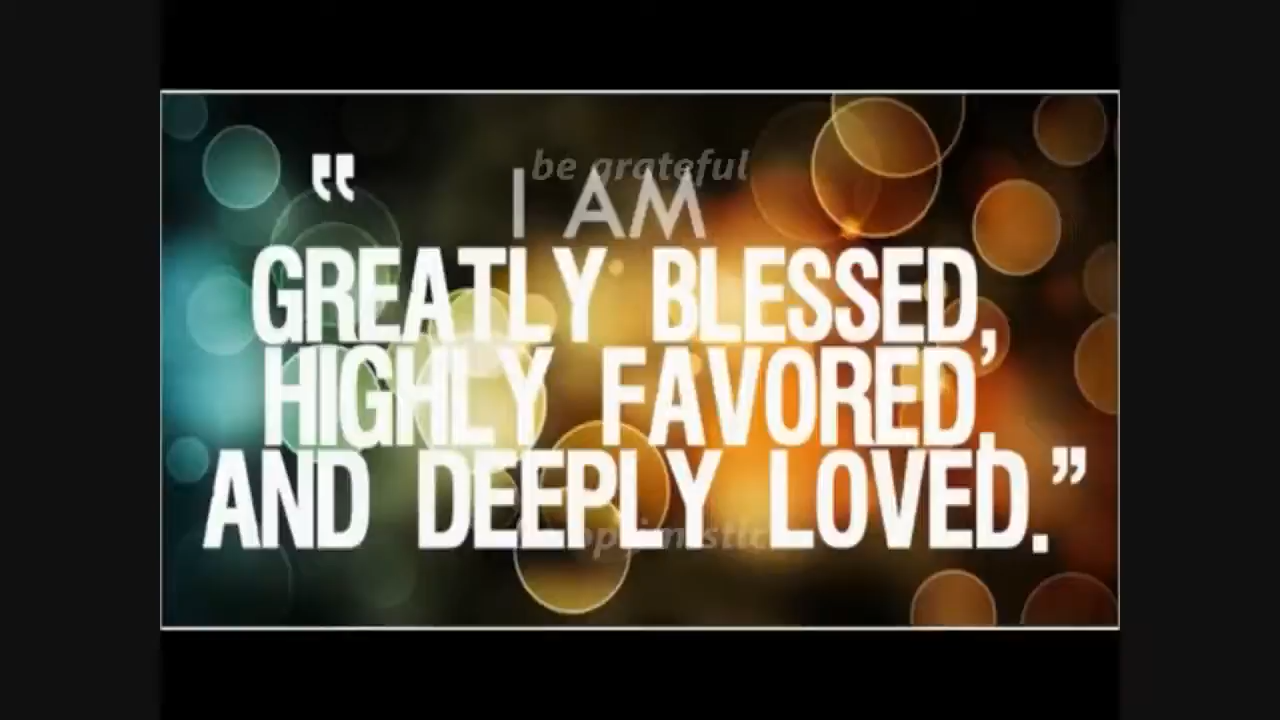 be grateful
“ I AM
GREATLY BLESSED,
HIGHLY FAVORED,
AND DEEPLY LOVED.”